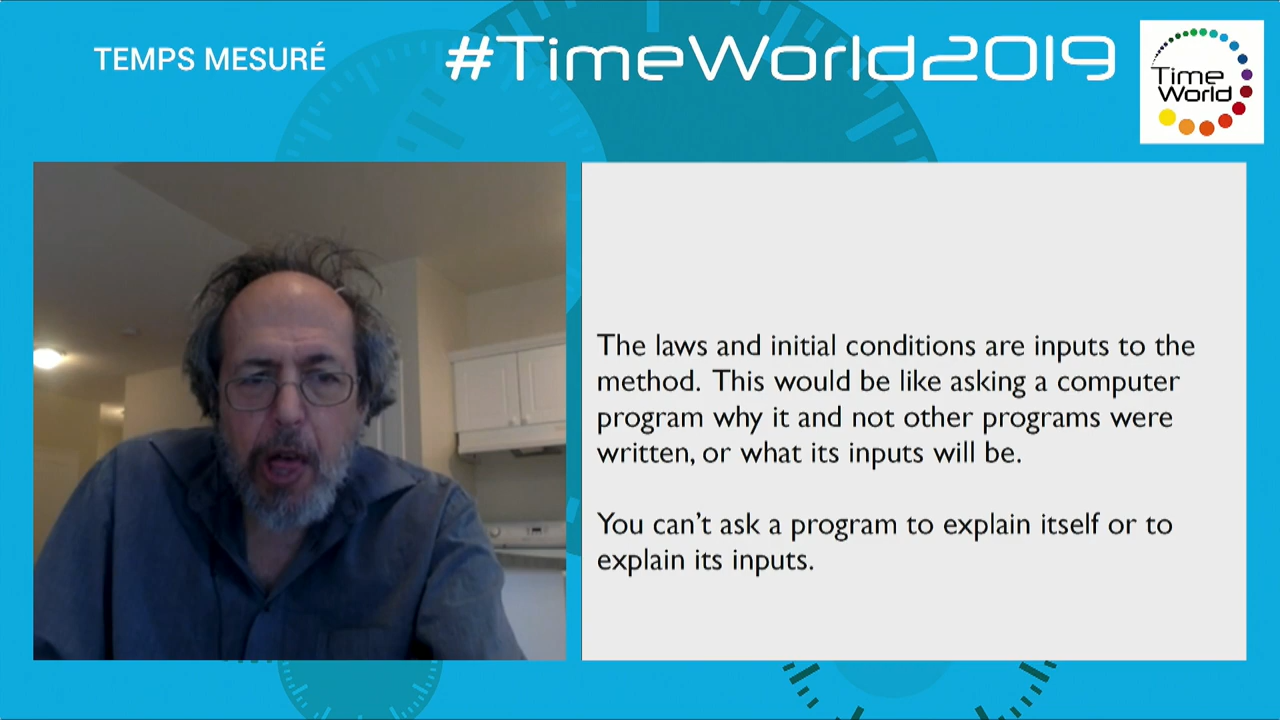 TEMPS MESURÉ
#TimeWorld2019
Time
World
The laws and initial conditions are inputs to the
method. This would be like asking a computer
program why it and not other programs were
written, or what its inputs will be.
You can't ask a program to explain itself or to
explain its inputs.